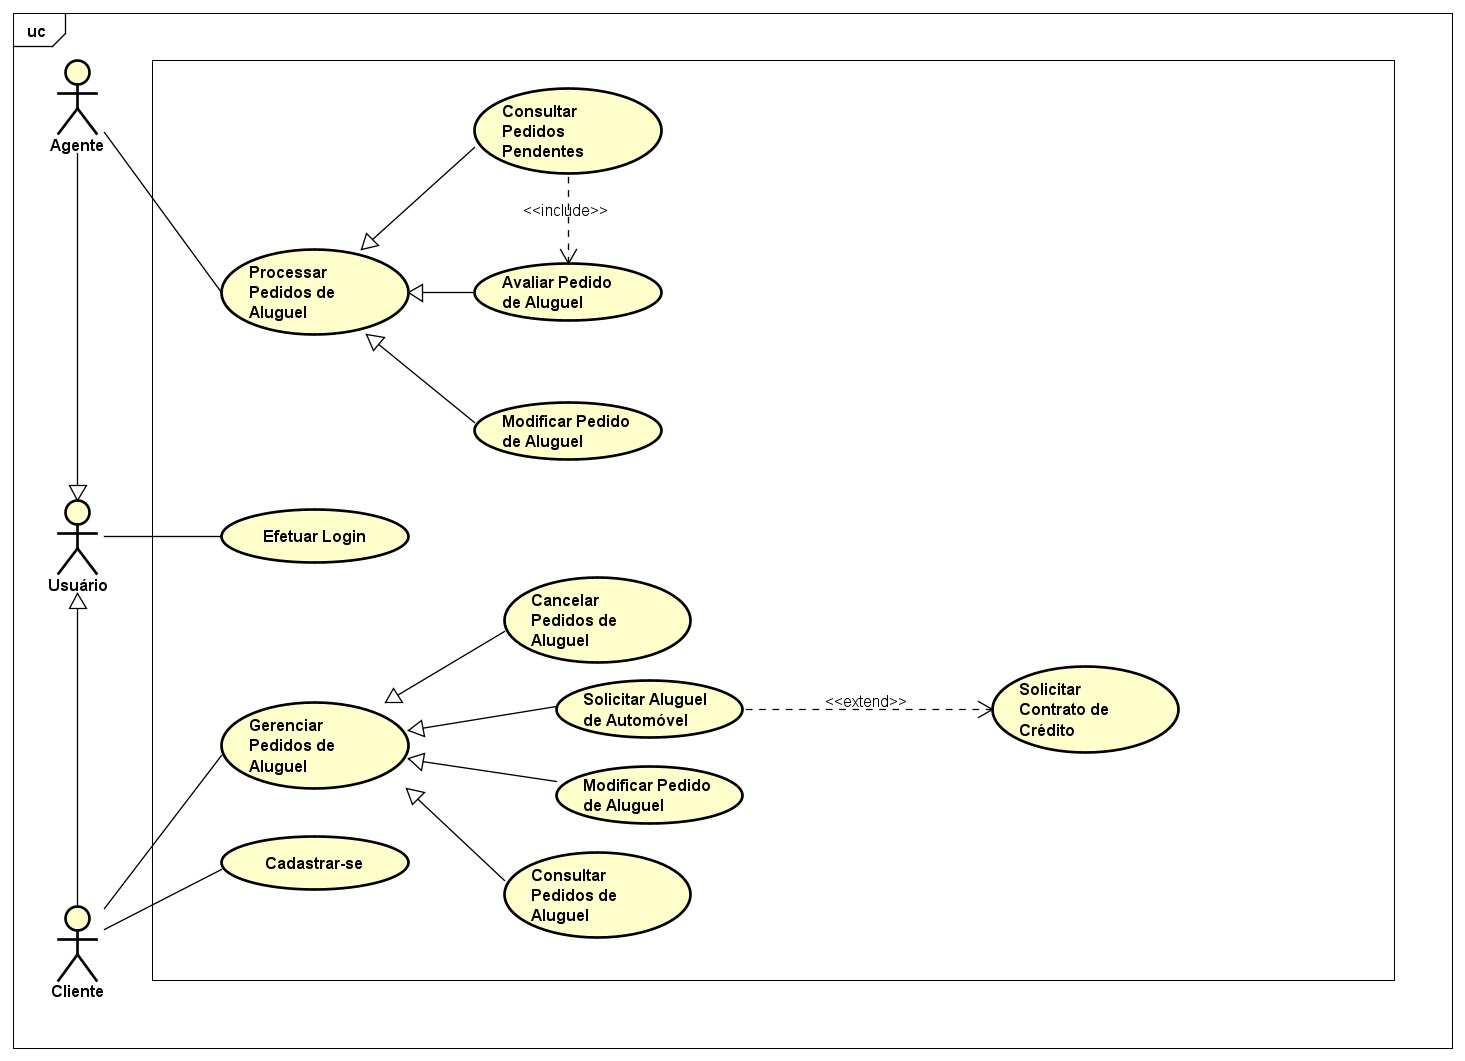 uc
Agente
Consultar
Pedidos
Pendentes
<<include>>
Processar
Pedidos de
Aluguel
Avaliar Pedido
de Aluguel
Modificar Pedido
de Aluguel
Usuário
Efetuar Login
Cancelar
Pedidos de
Aluguel
Solicitar Aluguel
de Automóvel
<<extend>>
Solicitar
Contrato de
Crédito
Gerenciar
Pedidos de
Aluguel
Modificar Pedido
de Aluguel
Cadastrar-se
Consultar
Pedidos de
Aluguel
Cliente